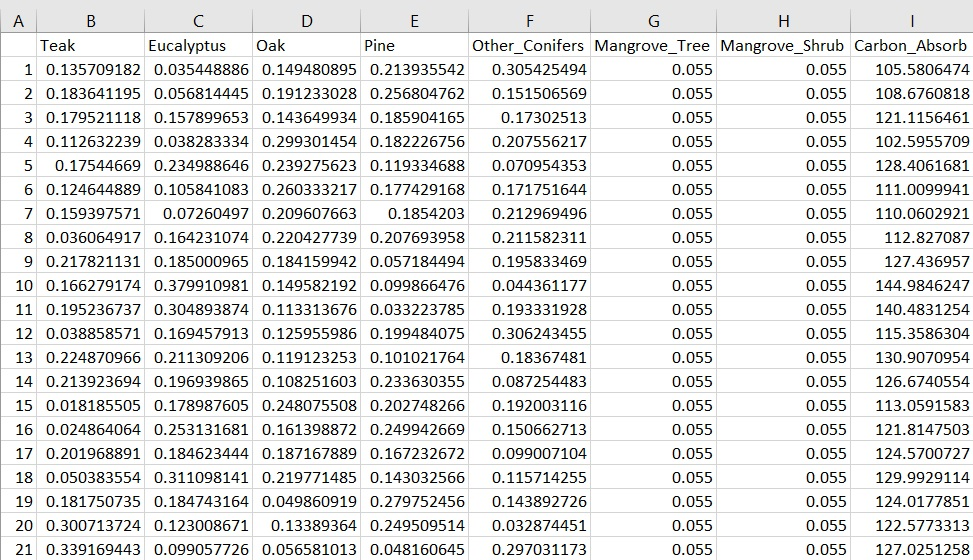 A B C D E F G H I
Teak Eucalyptus Oak Pine Other_Conifers Mangrove_Tree Mangrove_Shrub Carbon_Absorb
1 0.135709182 0.035448886 0.149480895 0.213935542 0.305425494 0.055 0.055 105.5806474
2 0.183641195 0.056814445 0.191233028 0.256804762 0.151506569 0.055 0.055 108.6760818
3 0.179521118 0.157899653 0.143649934 0.185904165 0.17302513 0.055 0.055 121.1156461
4 0.112632239 0.038283334 0.299301454 0.182226756 0.207556217 0.055 0.055 102.5955709
5 0.17544669 0.234988646 0.239275623 0.119334688 0.070954353 0.055 0.055 128.4061681
6 0.124644889 0.105841083 0.260333217 0.177429168 0.171751644 0.055 0.055 111.0099941
7 0.159397571 0.07260497 0.209607663 0.1854203 0.212969496 0.055 0.055 110.0602921
8 0.036064917 0.164231074 0.220427739 0.207693958 0.211582311 0.055 0.055 112.827087
9 0.217821131 0.185000965 0.184159942 0.057184494 0.195833469 0.055 0.055 127.436957
10 0.166279174 0.379910981 0.149582192 0.099866476 0.044361177 0.055 0.055 144.9846247
11 0.195236737 0.304893874 0.113313676 0.033223785 0.193331928 0.055 0.055 140.4831254
12 0.038858571 0.169457913 0.125955986 0.199484075 0.306243455 0.055 0.055 115.3586304
13 0.224870966 0.211309206 0.119123253 0.101021764 0.18367481 0.055 0.055 130.9070954
14 0.213923694 0.196939865 0.108251603 0.233630355 0.087254483 0.055 0.055 126.6740554
15 0.018185505 0.178987605 0.248075508 0.202748266 0.192003116 0.055 0.055 113.0591583
16 0.024864064 0.253131681 0.161398872 0.249942669 0.150662713 0.055 0.055 121.8147503
17 0.201968891 0.184623444 0.187167889 0.167232672 0.099007104 0.055 0.055 124.5700727
18 0.050383554 0.311098141 0.219771485 0.143032566 0.115714255 0.055 0.055 129.9929114
19 0.181750735 0.184743164 0.049860919 0.279752456 0.143892726 0.055 0.055 124.0177851
20 0.300713724 0.123008671 0.13389364 0.249509514 0.032874451 0.055 0.055 122.5773313
21 0.339169443 0.099057726 0.056581013 0.048160645 0.297031173 0.055 0.055 127.0251258